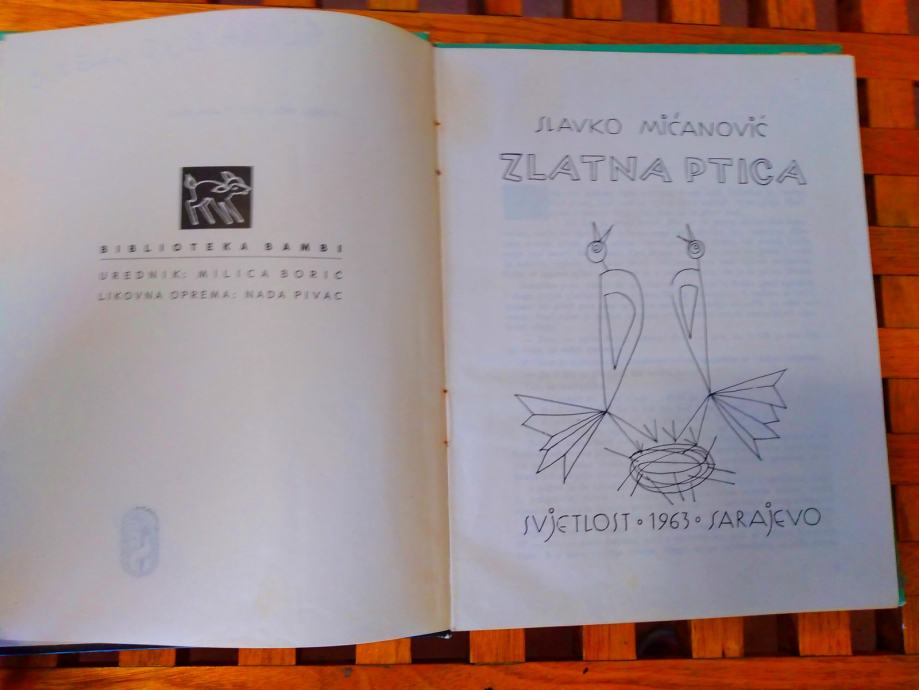 BIBLIOTEKA BAMBI
UREDNIK: MILICA BORIĆ
LIKOVNA OPREMA: NADA PIVAC
SLAVKO MIĆANOVIĆ
ZLATNA PTICA
SVJETLOST • 1963 • SARAJEVO